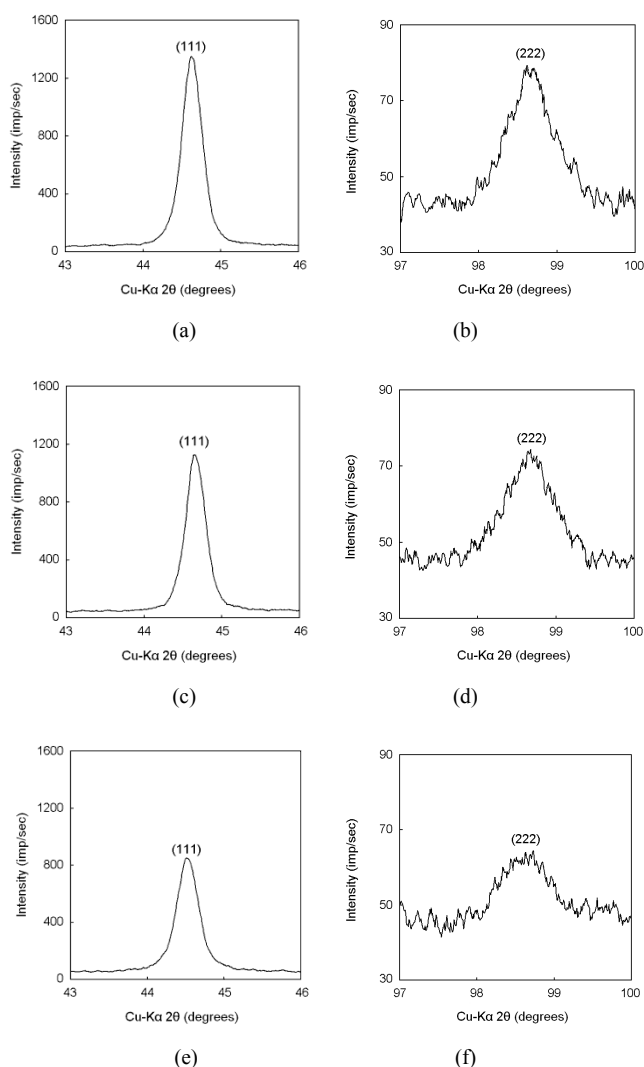 1600
1200
800
400
0
Intensity (imp/sec)
(111)
43 44 45 46
Cu-Kα 2θ (degrees)
(a)
90
70
50
30
Intensity (imp/sec)
(222)
97 98 99 100
Cu-Kα 2θ (degrees)
(b)
1600
1200
800
400
0
Intensity (imp/sec)
(111)
43 44 45 46
Cu-Kα 2θ (degrees)
(c)
90
70
50
30
Intensity (imp/sec)
(222)
97 98 99 100
Cu-Kα 2θ (degrees)
(d)
1600
1200
800
400
0
Intensity (imp/sec)
(111)
43 44 45 46
Cu-Kα 2θ (degrees)
(e)
90
70
50
30
Intensity (imp/sec)
(222)
97 98 99 100
Cu-Kα 2θ (degrees)
(f)